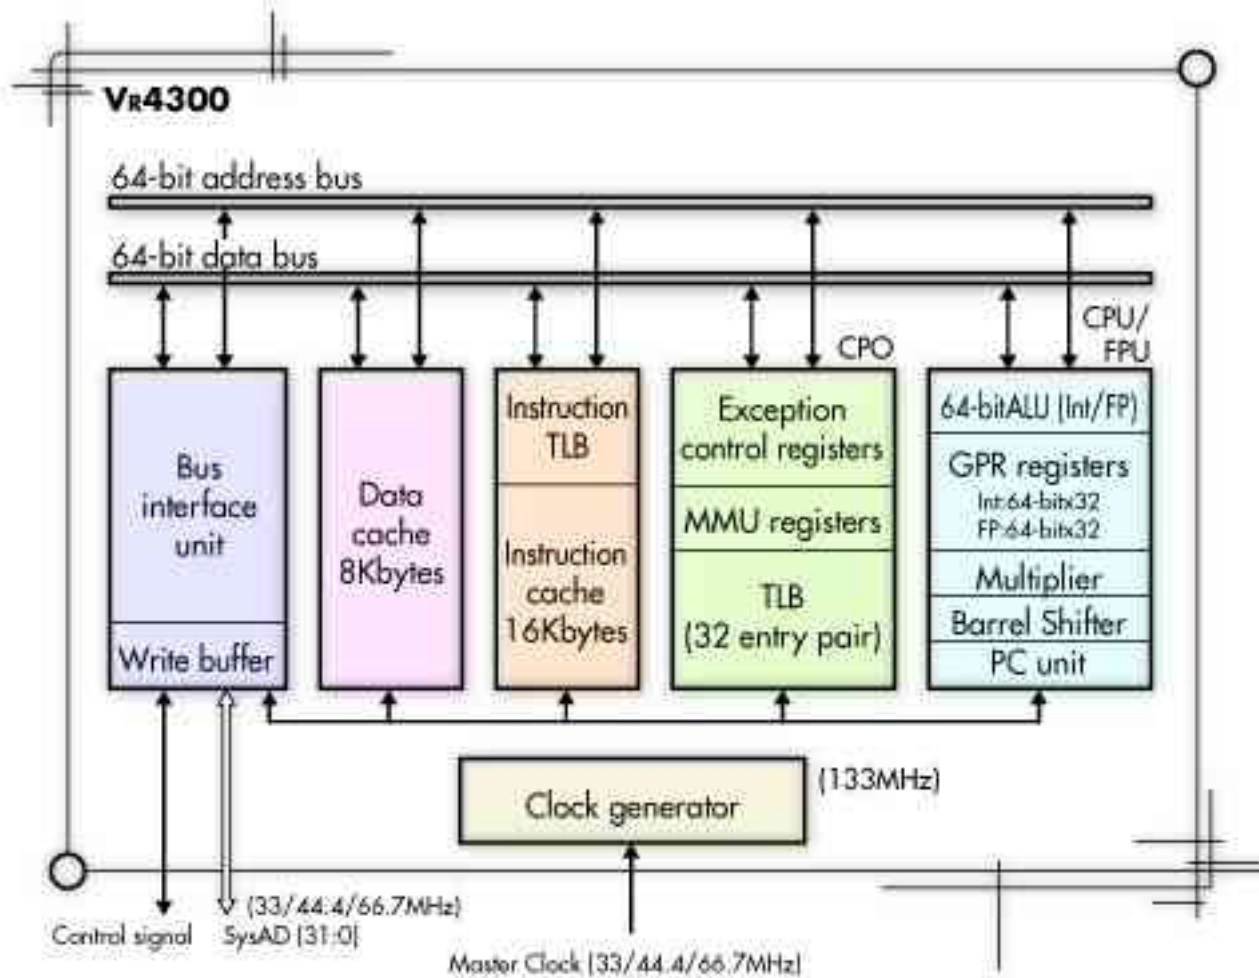 VR4300
64-bit address bus
64-bit data bus
CPO
CPU/
FPU
Bus
interface
unit
Write buffer
Data
cache
8Kbytes
Instruction
TLB
Instruction
cache
16Kbytes
Exception
control registers
MMU registers
TLB
(32 entry pair)
64-bitALU (Int/FP)
GPR registers
Int:64-bitx32
FP:64-bitx32
Multiplier
Barrel Shifter
PC unit
Clock generator
(133MHz)
(33/44.4/66.7MHz)
Control signal
SysAD (31:0)
Master Clock (33/44.4/66.7MHz)